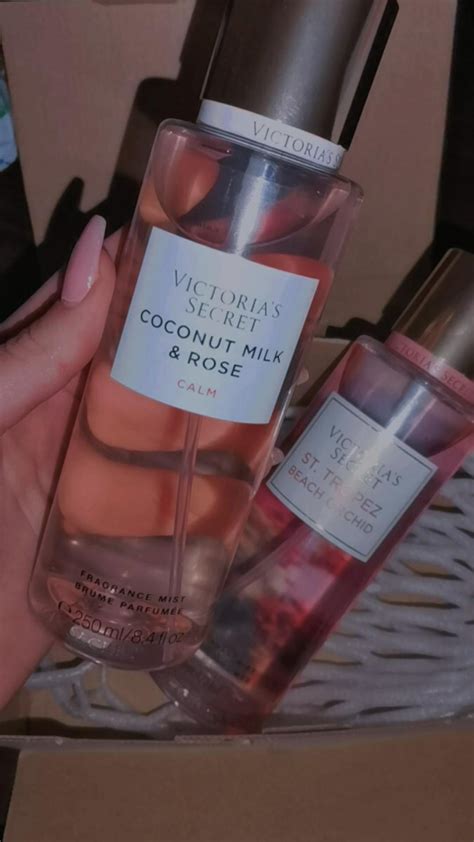 VICTORIA'S S
VICTORIA'S
SECRET
COCONUT MILK
& ROSE
CALM
FRAGRANCE MIST
BRUME PARFUMÉE
250 ml/8.4 fl oz
VICTORIA'S
SECRET
ST. TROPEZ
BEACH ORCHID